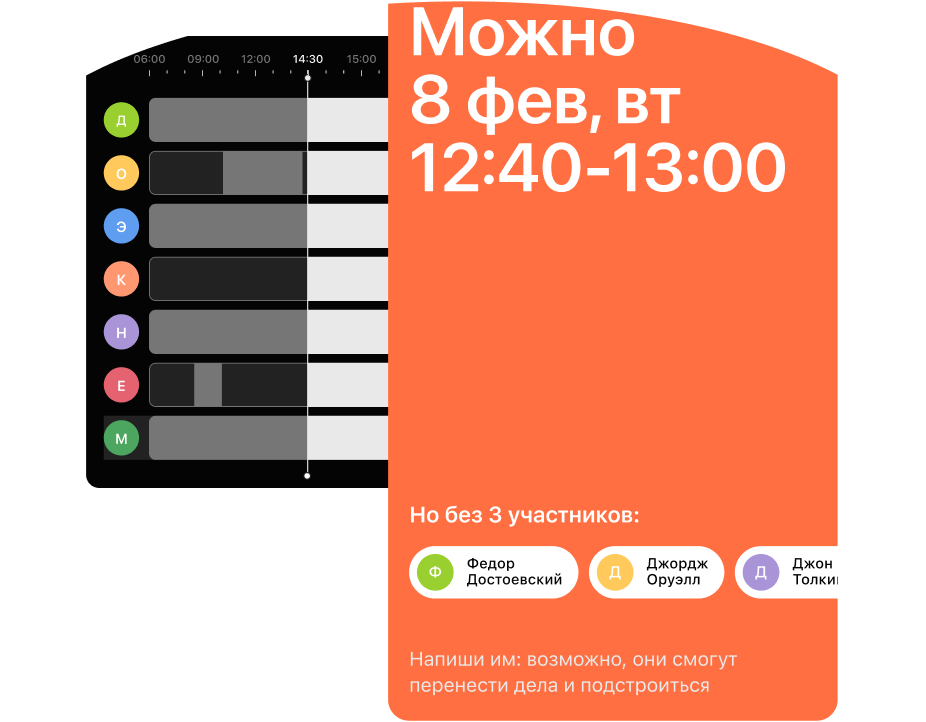 06:00 09:00 12:00 14:30 15:00
Д
О
Э
К
Н
Е
М
Можно
8 фев, вт
12:40-13:00
Но без 3 участников:
Ф Федор
Достоевский
Д Джордж
Оруэлл
Д Джон
Толки
Напиши им: возможно, они смогут
перенести дела и подстроиться